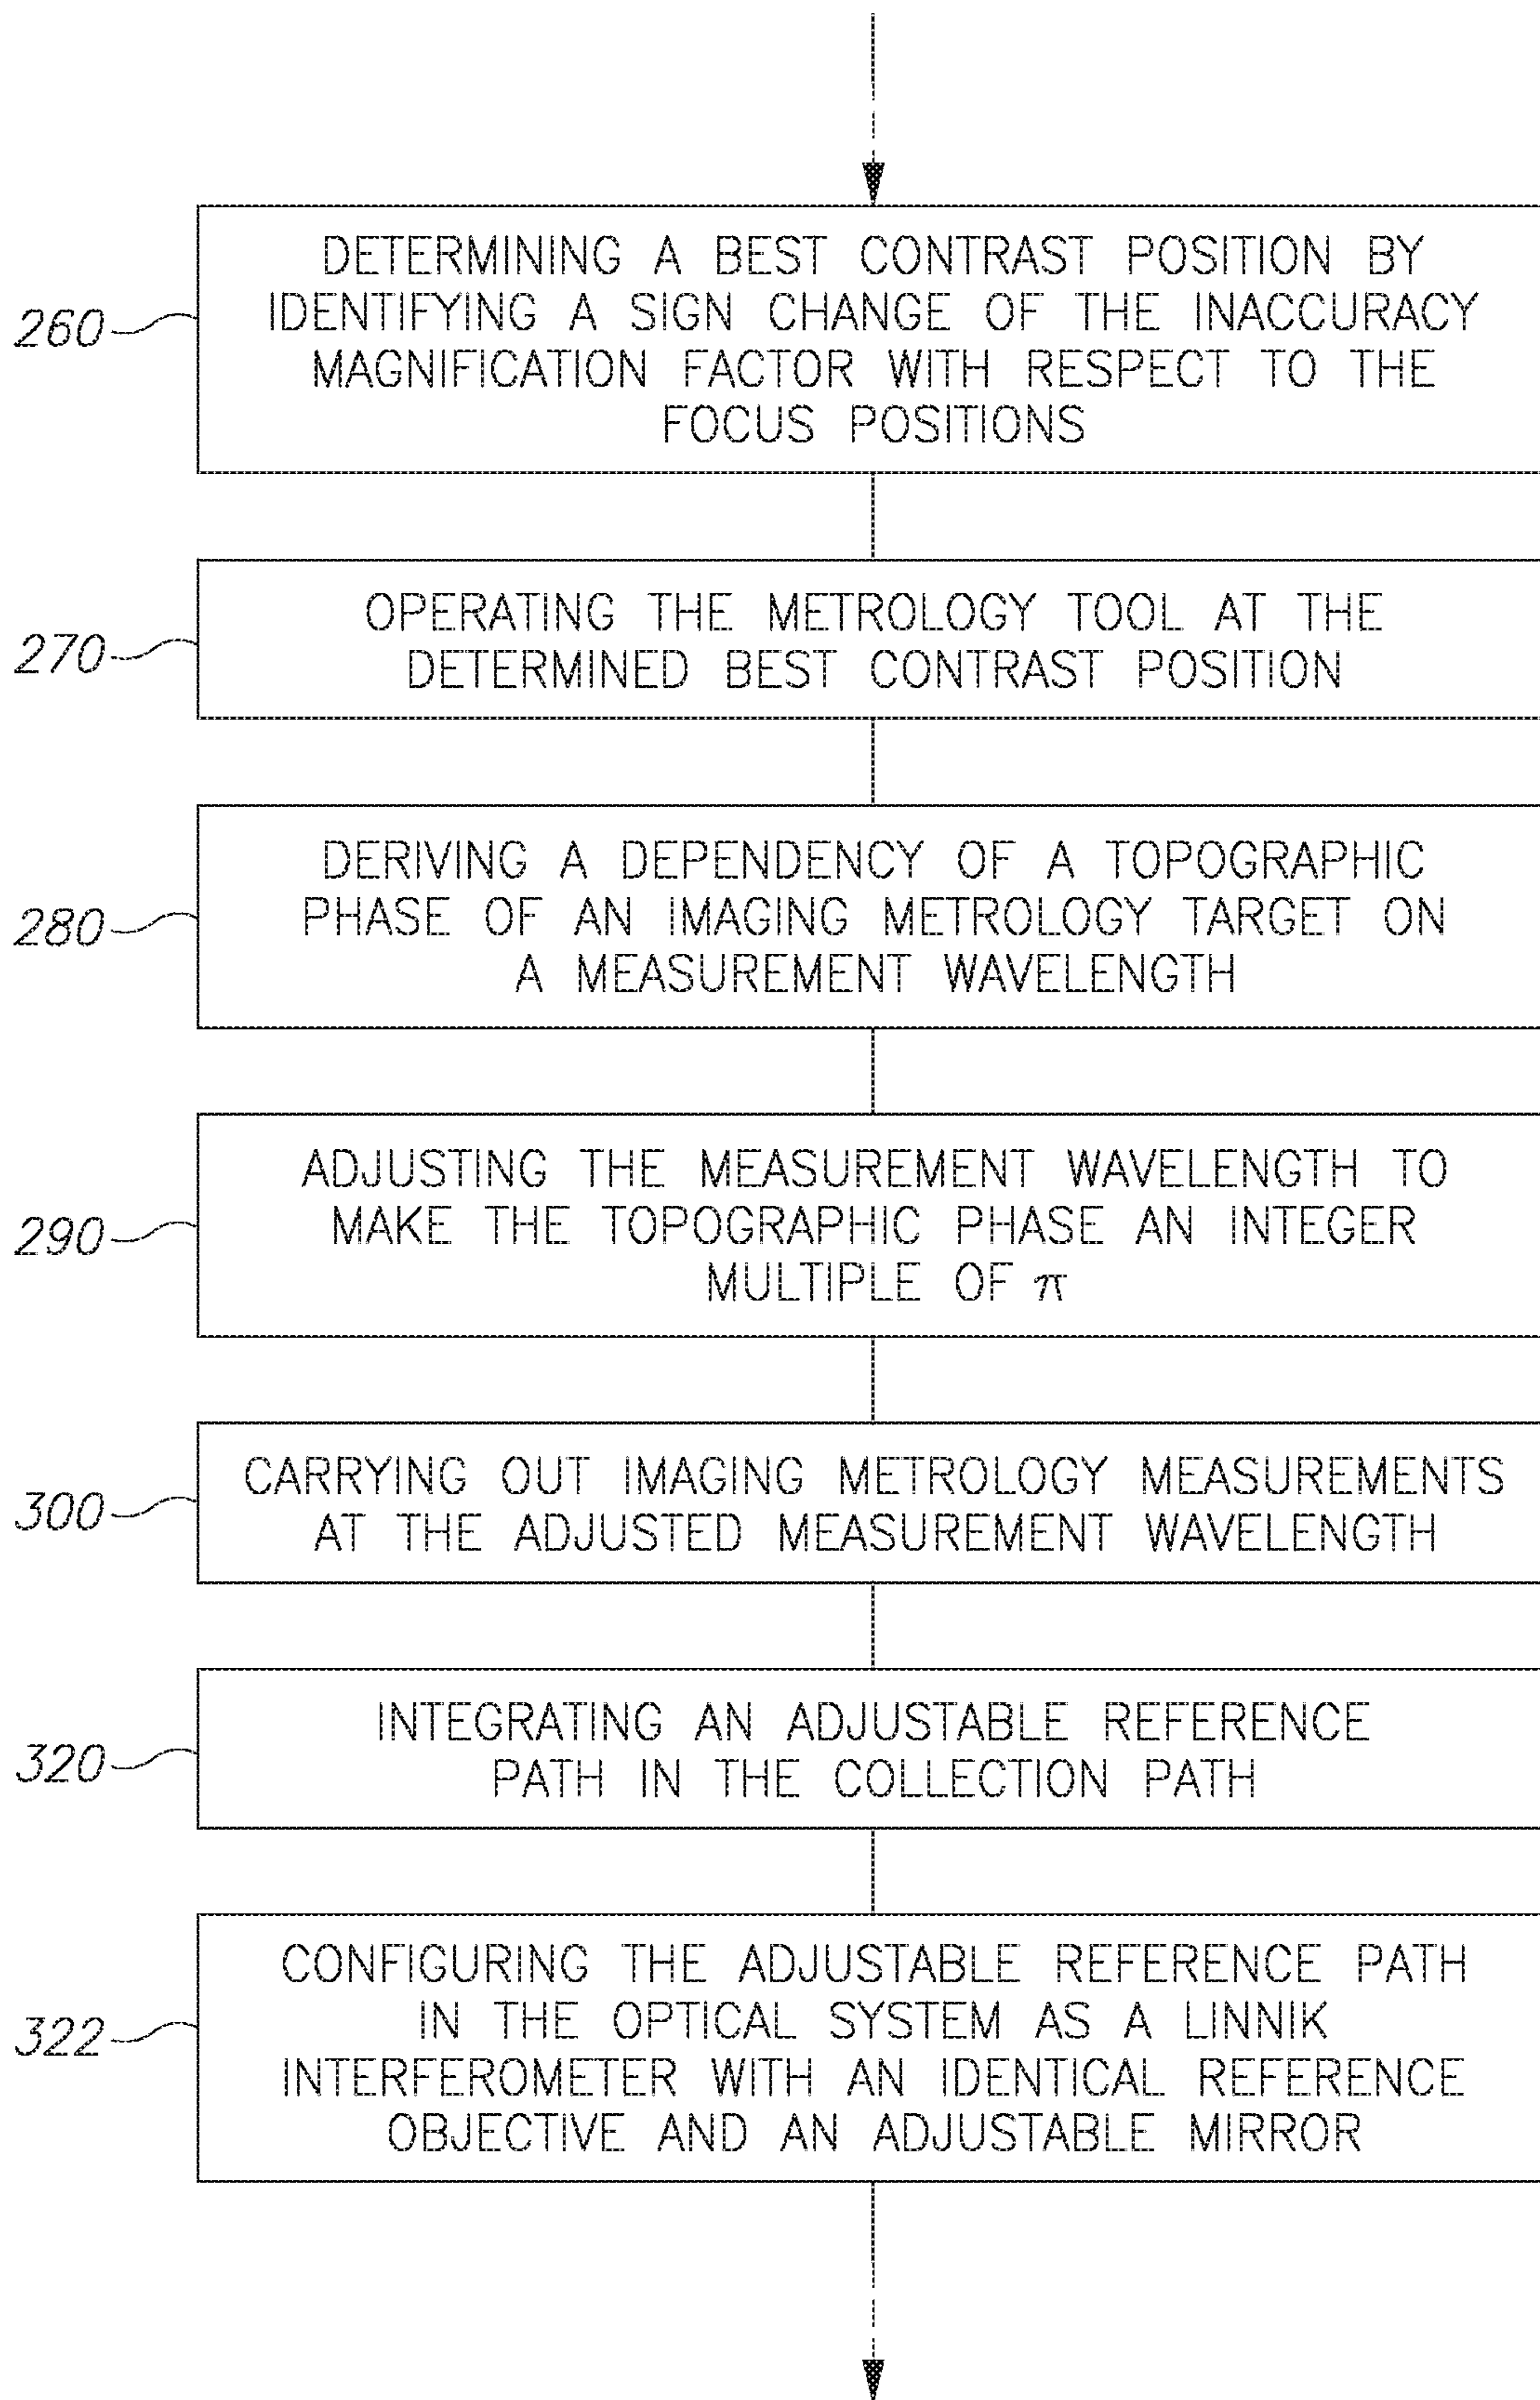 260
DETERMINING A BEST CONTRAST POSITION BY
IDENTIFYING A SIGN CHANGE OF THE INACCURACY
MAGNIFICATION FACTOR WITH RESPECT TO THE
FOCUS POSITIONS
270
OPERATING THE METROLOGY TOOL AT THE
DETERMINED BEST CONTRAST POSITION
280
DERIVING A DEPENDENCY OF A TOPOGRAPHIC
PHASE OF AN IMAGING METROLOGY TARGET ON
A MEASUREMENT WAVELENGTH
290
ADJUSTING THE MEASUREMENT WAVELENGTH TO
MAKE THE TOPOGRAPHIC PHASE AN INTEGER
MULTIPLE OF π
300
CARRYING OUT IMAGING METROLOGY MEASUREMENTS
AT THE ADJUSTED MEASUREMENT WAVELENGTH
320
INTEGRATING AN ADJUSTABLE REFERENCE
PATH IN THE COLLECTION PATH
322
CONFIGURING THE ADJUSTABLE REFERENCE PATH
IN THE OPTICAL SYSTEM AS A LINNIK
INTERFEROMETER WITH AN IDENTICAL REFERENCE
OBJECTIVE AND AN ADJUSTABLE MIRROR